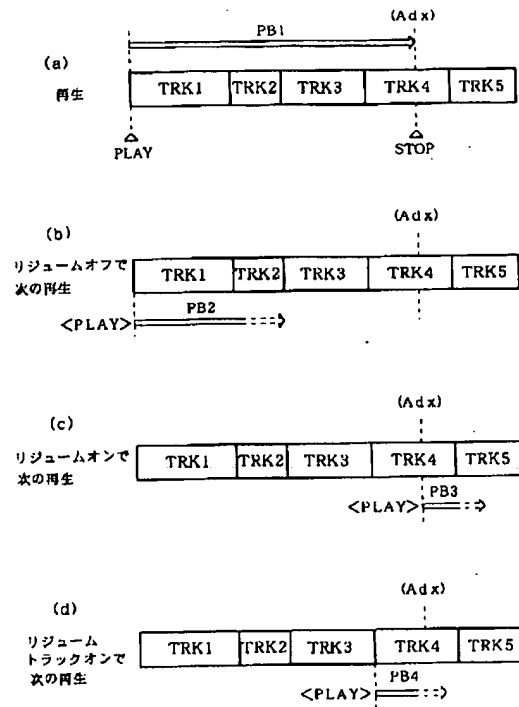 (Adx)
PB1
(a)
再生
TRK1 TRK2 TRK3 TRK4 TRK5
PLAY STOP
(Adx)
(b)
リジュームオフで
次の再生
TRK1 TRK2 TRK3 TRK4 TRK5
PB2
<PLAY>
(Adx)
(c)
リジュームオンで
次の再生
TRK1 TRK2 TRK3 TRK4 TRK5
PB3
<PLAY>
(Adx)
(d)
リジューム
トラックオンで
次の再生
TRK1 TRK2 TRK3 TRK4 TRK5
PB4
<PLAY>